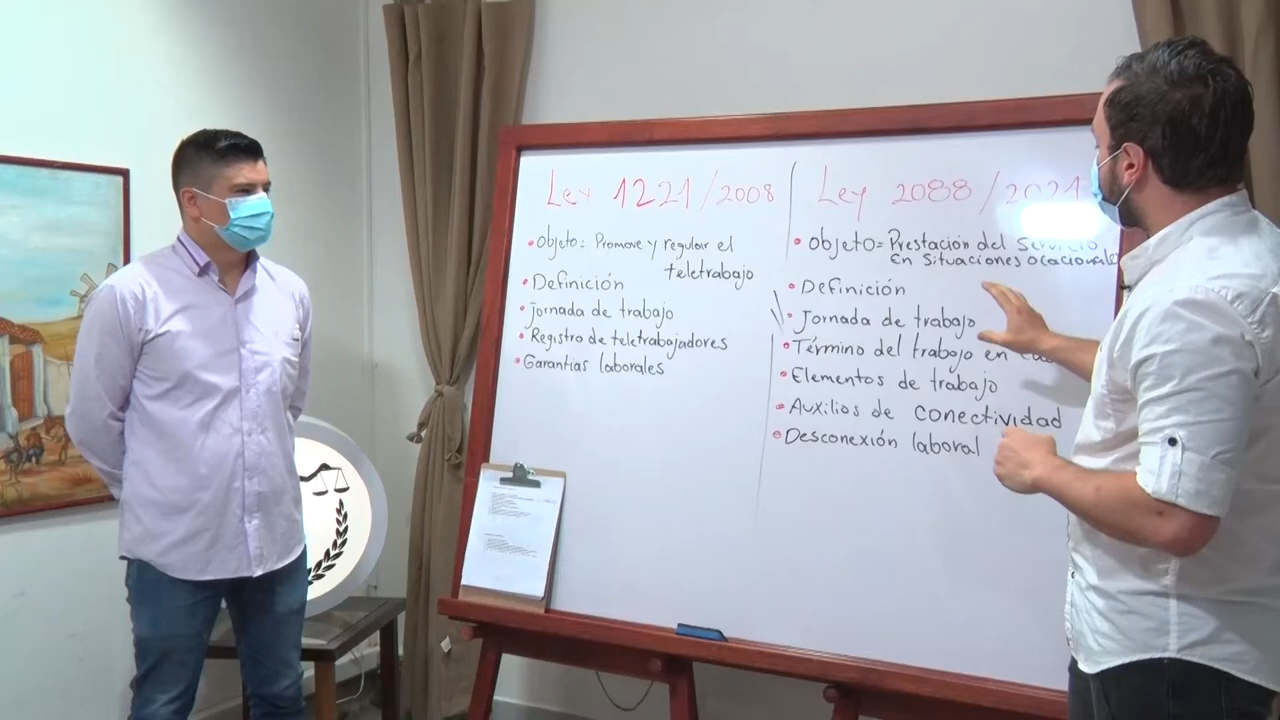 Ley 1221/2008
• Objeto: Promove y regular el
teletrabajo
• Definición
• Jornada de trabajo
• Registro de teletrabajadores
• Garantias laborales
Ley 2088/2021
• Objeto= Prestación del Servicio
En Situaciones ocacionales
• Definición
• Jornada de trabajo
• Término del trabajo en
• Elementos de trabajo
• Auxilios de conectividad
• Desconexión laboral